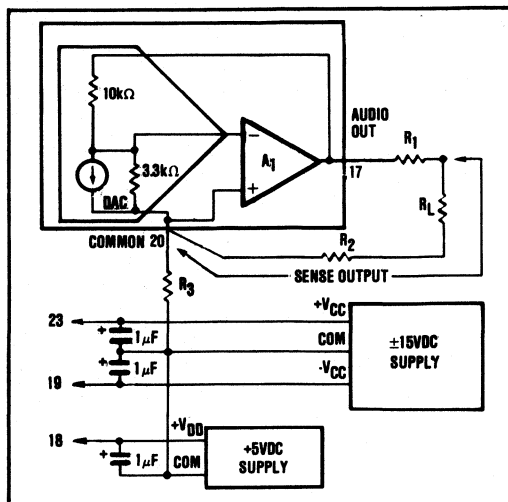 10kΩ
AUDIO
OUT
R1
3.3kΩ
−
A1
+
17
DAC
RL
COMMON 20
R2
SENSE OUTPUT
R3
23
+VCC
+
1µF
COM
±15VDC
SUPPLY
+
1µF
19
-VCC
18
+VDD
+
1µF
COM
+5VDC
SUPPLY